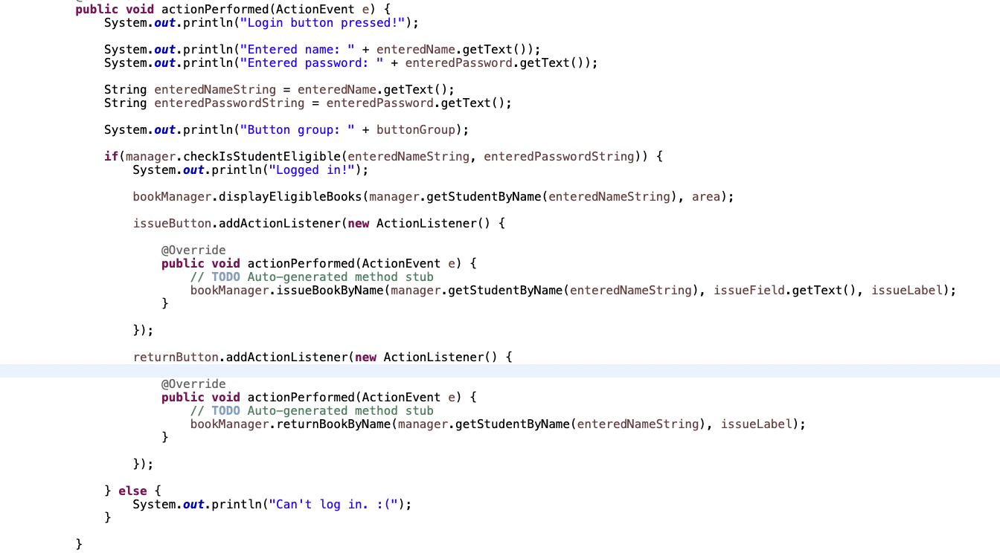 public void actionPerformed(ActionEvent e) {
System.out.println("Login button pressed!");
System.out.println("Entered name: " + enteredName.getText());
System.out.println("Entered password: " + enteredPassword.getText());
String enteredNameString = enteredName.getText();
String enteredPasswordString = enteredPassword.getText();
System.out.println("Button group: " + buttonGroup);
if(manager.checkIsStudentEligible(enteredNameString, enteredPasswordString)) {
System.out.println("Logged in!");
bookManager.displayEligibleBooks(manager.getStudentByName(enteredNameString), area);
issueButton.addActionListener(new ActionListener() {
@Override
public void actionPerformed(ActionEvent e) {
// TODO Auto-generated method stub
bookManager.issueBookByName(manager.getStudentByName(enteredNameString), issueField.getText(), issueLabel);
}
});
returnButton.addActionListener(new ActionListener() {
@Override
public void actionPerformed(ActionEvent e) {
// TODO Auto-generated method stub
bookManager.returnBookByName(manager.getStudentByName(enteredNameString), issueLabel);
}
});
} else {
System.out.println("Can't log in. :(");
}
}